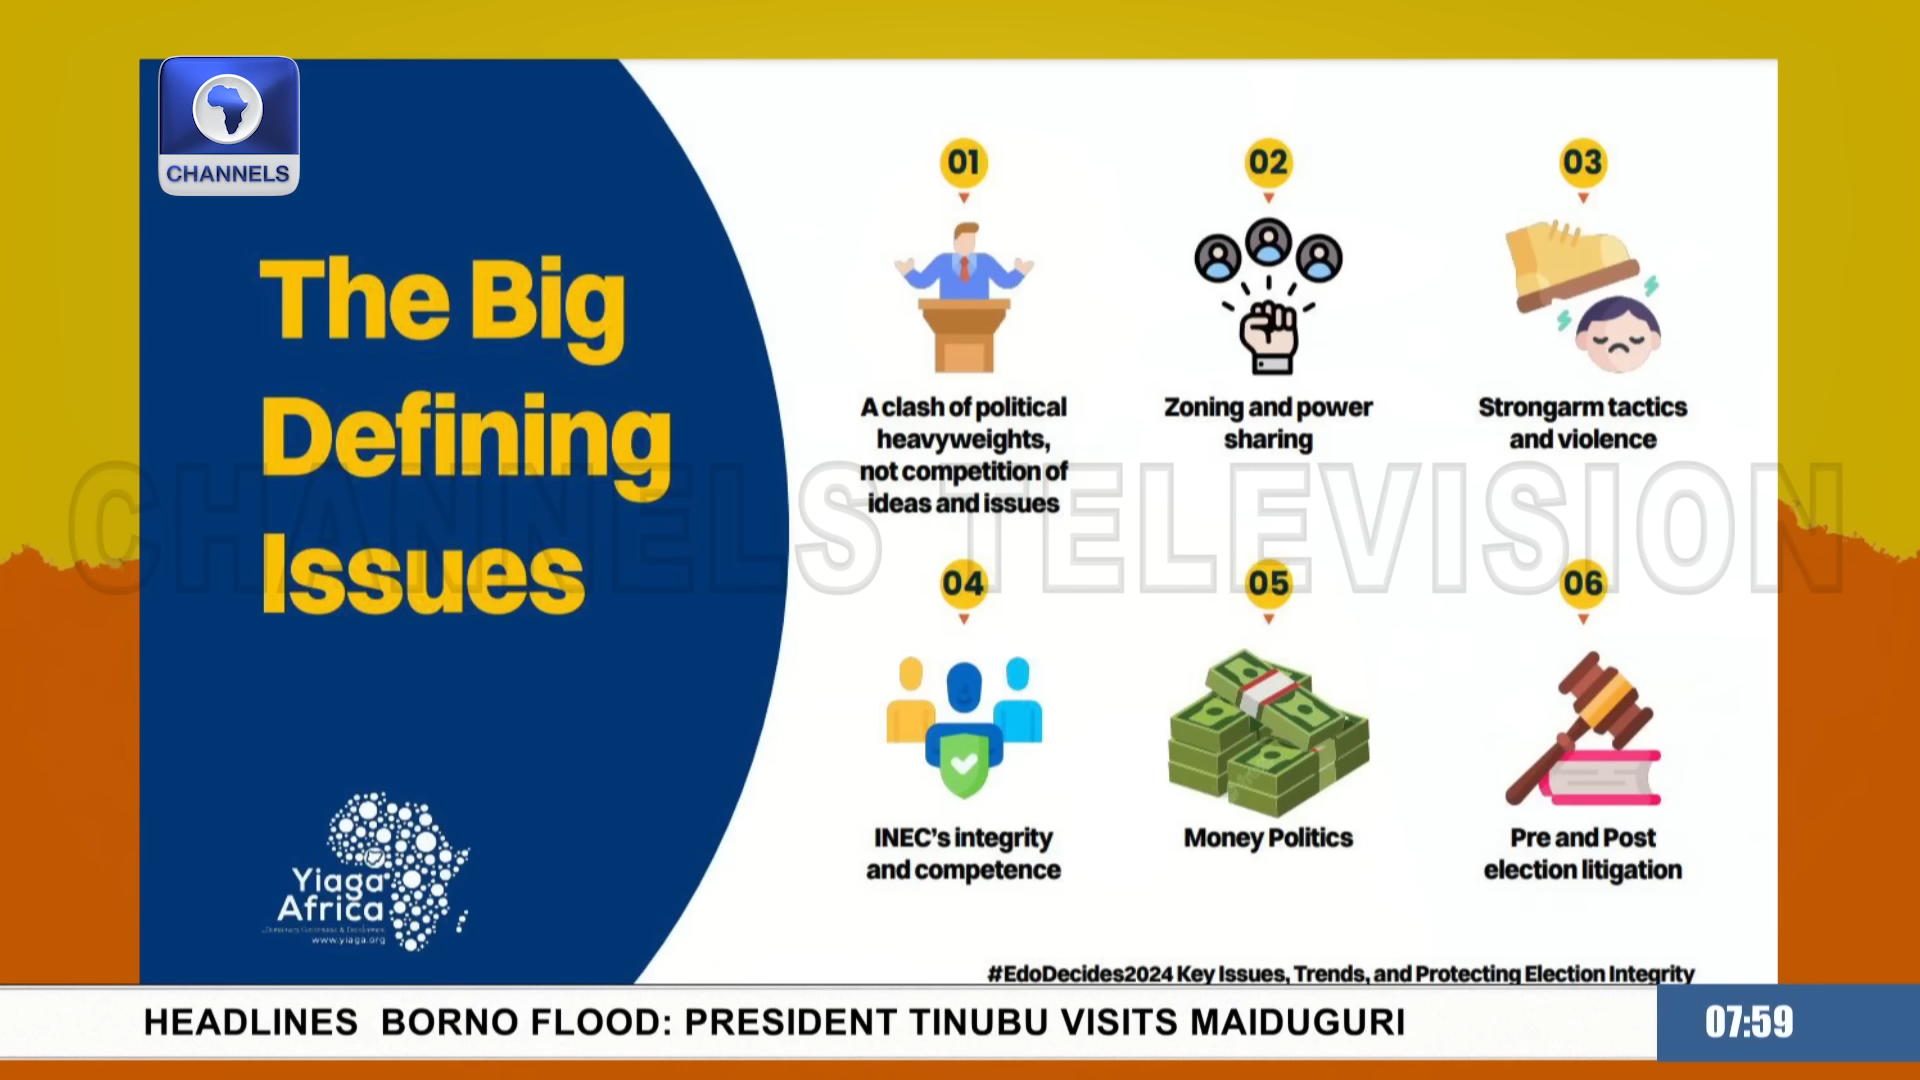 CHANNELS
The Big
Defining
Issues
01
A clash of political
heavyweights,
not competition of
ideas and issues
02
Zoning and power
sharing
03
Strongarm tactics
and violence
CHANNELS TELEVISION
04
INEC's integrity
and competence
05
Money Politics
06
Pre and Post
election litigation
Yiaga
Africa
www.yiaga.org
#EdoDecides2024 Key Issues, Trends, and Protecting Election Integrity
HEADLINES BORNO FLOOD: PRESIDENT TINUBU VISITS MAIDUGURI
07:59